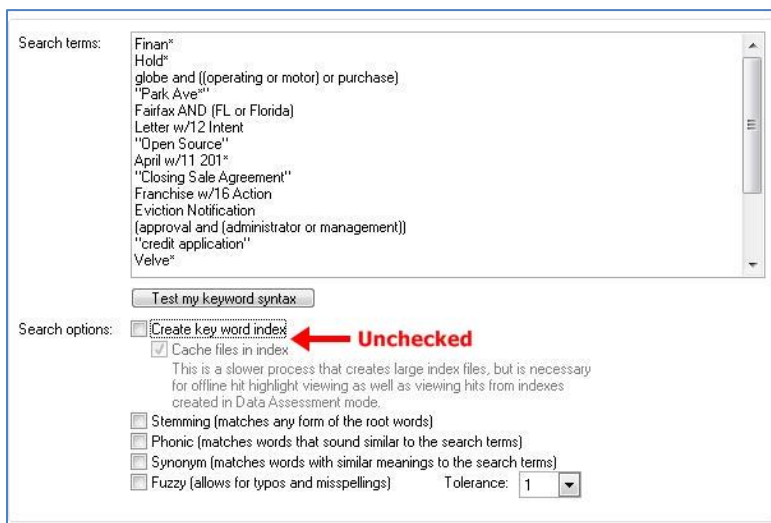 Search terms:
Finan*
Hold*
globe and ((operating or motor) or purchase)
"Park Ave*"
Fairfax AND (FL or Florida)
Letter w/12 Intent
"Open Source"
April w/11 201*
"Closing Sale Agreement"
Franchise w/16 Action
Eviction Notification
(approval and (administrator or management))
"credit application"
Velve*
Test my keyword syntax
Search options:
Create key word index
Unchecked
Cache files in index
This is a slower process that creates large index files, but is necessary
for offline hit highlight viewing as well as viewing hits from indexes
created in Data Assessment mode.
Stemming (matches any form of the root words)
Phonic (matches words that sound similar to the search terms)
Synonym (matches words with similar meanings to the search terms)
Fuzzy (allows for typos and misspellings) Tolerance: 1